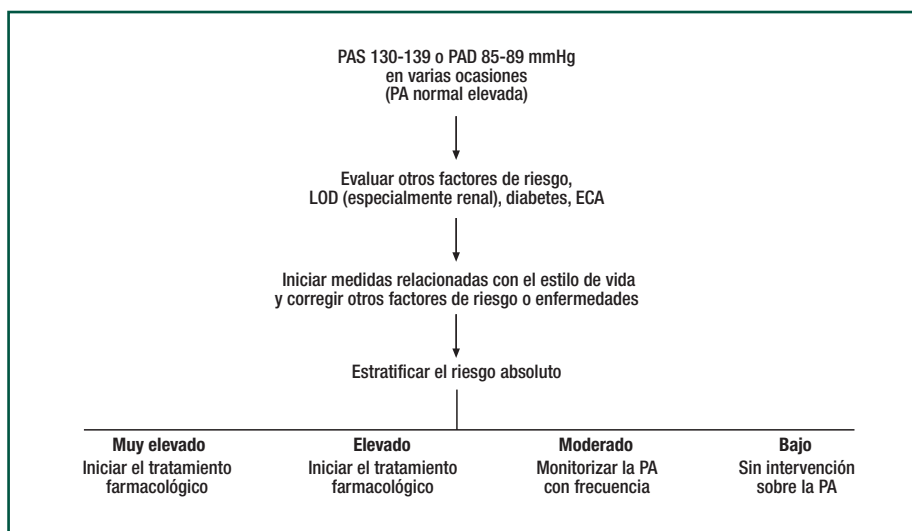 PAS 130-139 o PAD 85-89 mmHg
en varias ocasiones
(PA normal elevada)
Evaluar otros factores de riesgo,
LOD (especialmente renal), diabetes, ECA
Iniciar medidas relacionadas con el estilo de vida
y corregir otros factores de riesgo o enfermedades
Estratificar el riesgo absoluto
Muy elevado
Iniciar el tratamiento
farmacológico
Elevado
Iniciar el tratamiento
farmacológico
Moderado
Monitorizar la PA
con frecuencia
Bajo
Sin intervención
sobre la PA